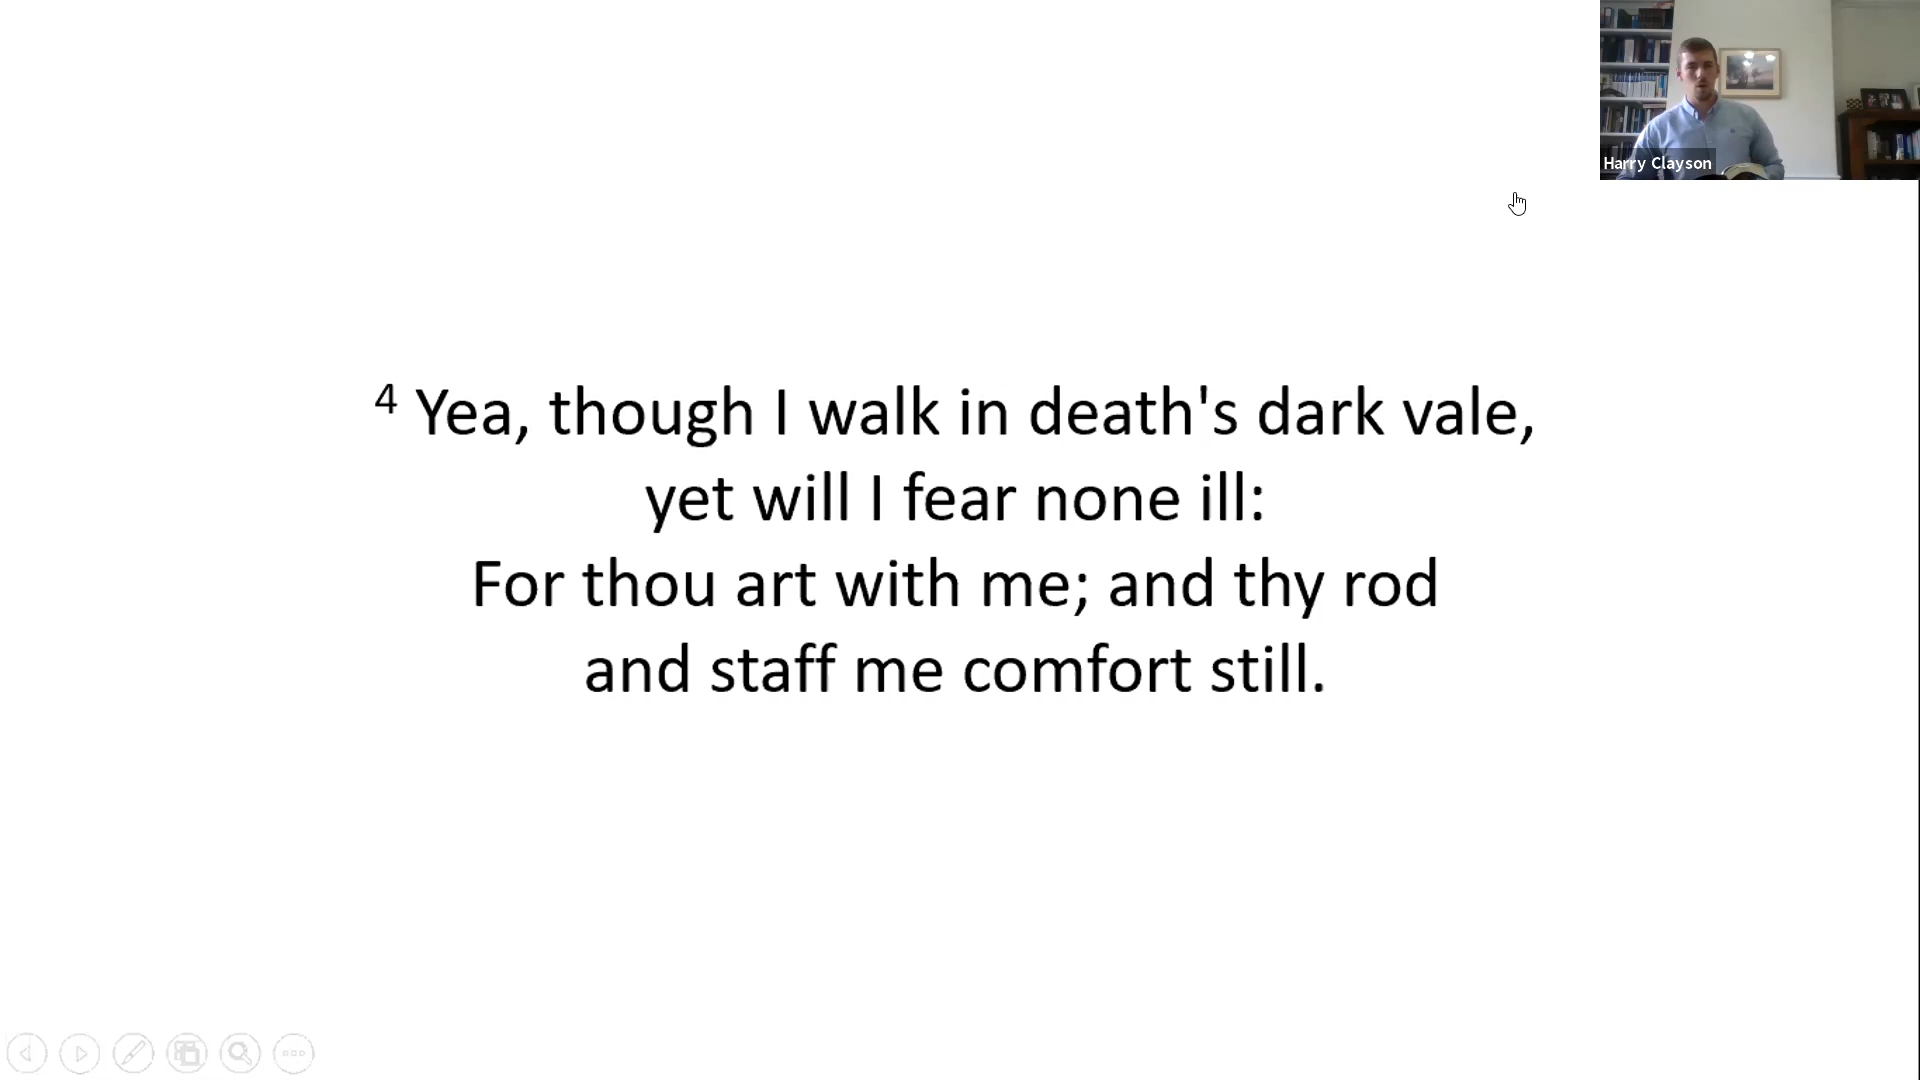 Harry Clayson
4 Yea, though I walk in death's dark vale,
yet will I fear none ill:
For thou art with me; and thy rod
and staff me comfort still.